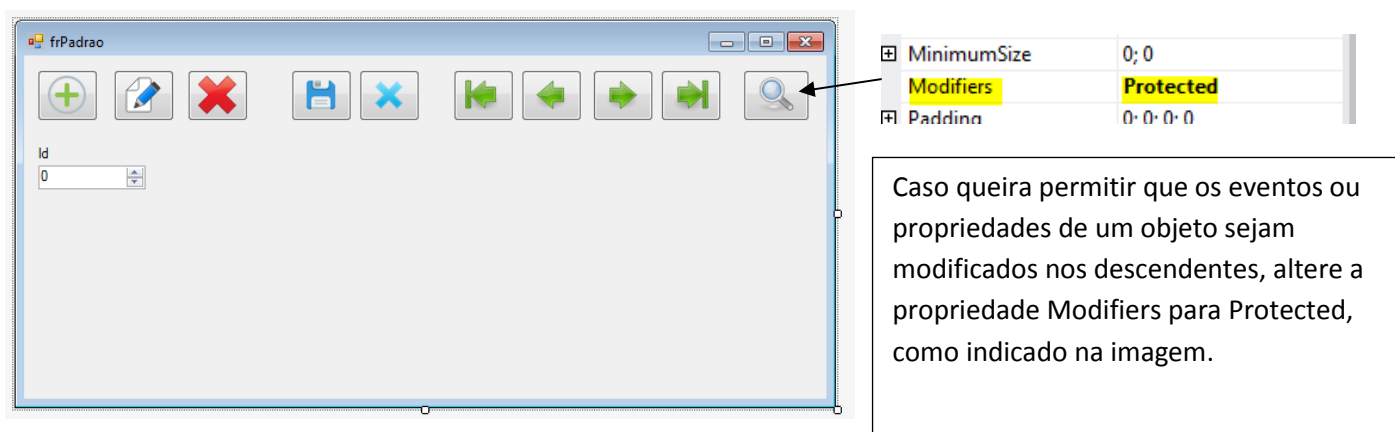 frPadrao
Id
0
MinimumSize 0; 0
Modifiers Protected
Padding 0; 0; 0; 0
Caso queira permitir que os eventos ou
propriedades de um objeto sejam
modificados nos descendentes, altere a
propriedade Modifiers para Protected,
como indicado na imagem.